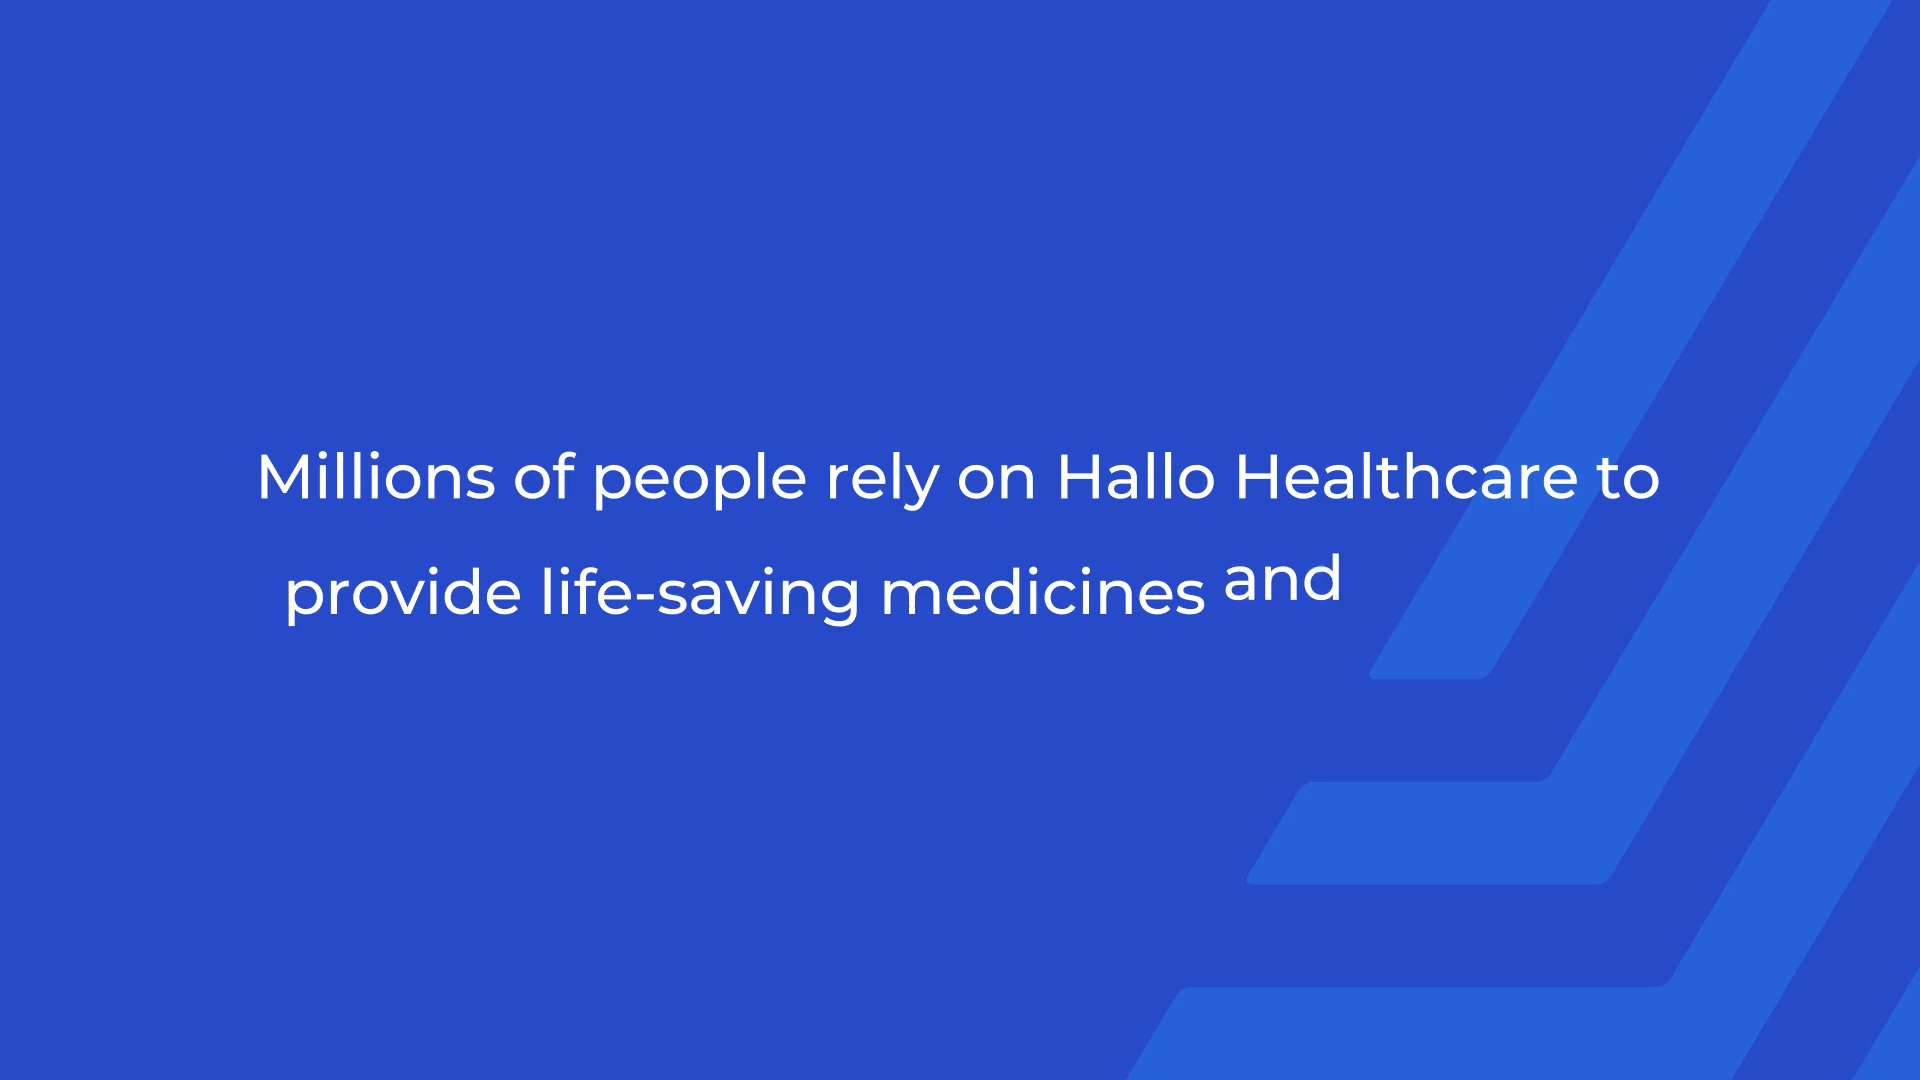 Millions of people rely on Hallo Healthcare to
provide life-saving medicines and